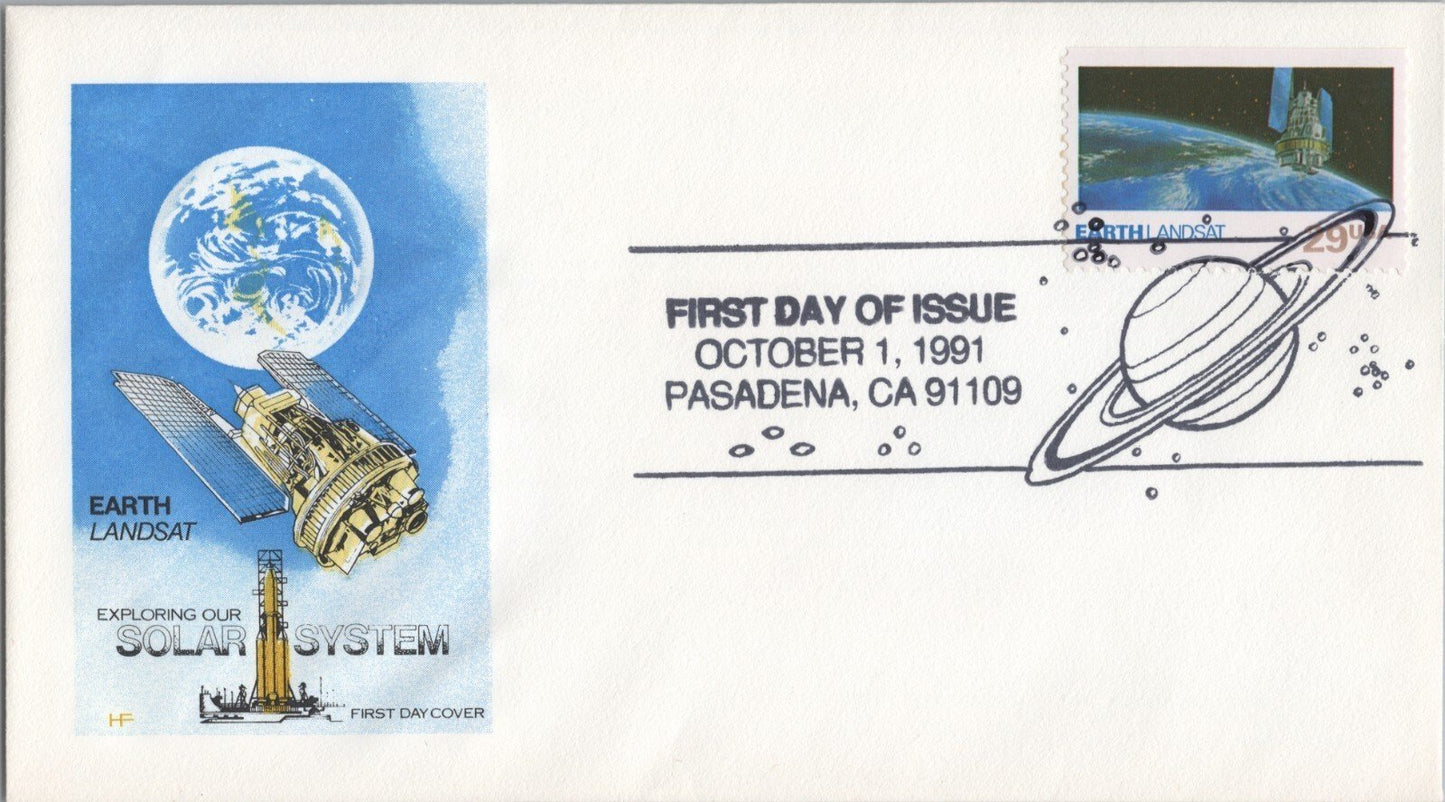 EARTH
LANDSAT
EXPLORING OUR
SOLAR SYSTEM
FIRST DAY COVER
HF
EARTH LANDSAT
29
FIRST DAY OF ISSUE
OCTOBER 1, 1991
PASADENA, CA 91109